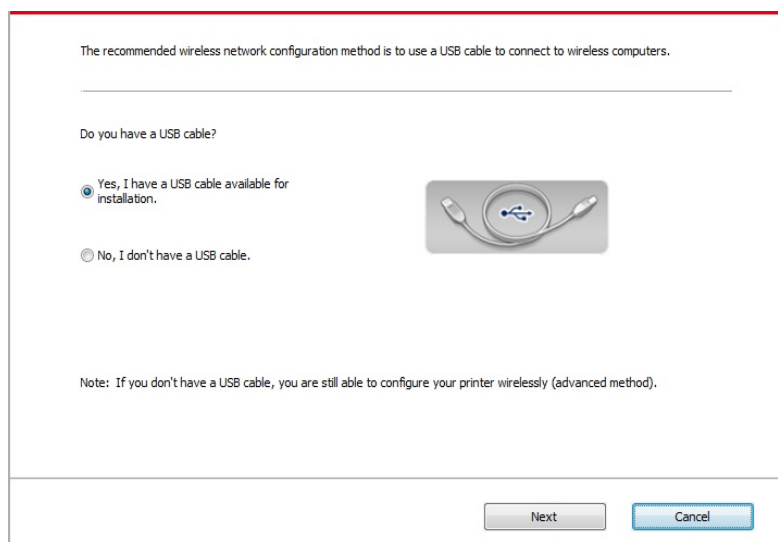 The recommended wireless network configuration method is to use a USB cable to connect to wireless computers.
Do you have a USB cable?
Yes, I have a USB cable available for
installation.
No, I don't have a USB cable.
Note: If you don't have a USB cable, you are still able to configure your printer wirelessly (advanced method).
Next
Cancel